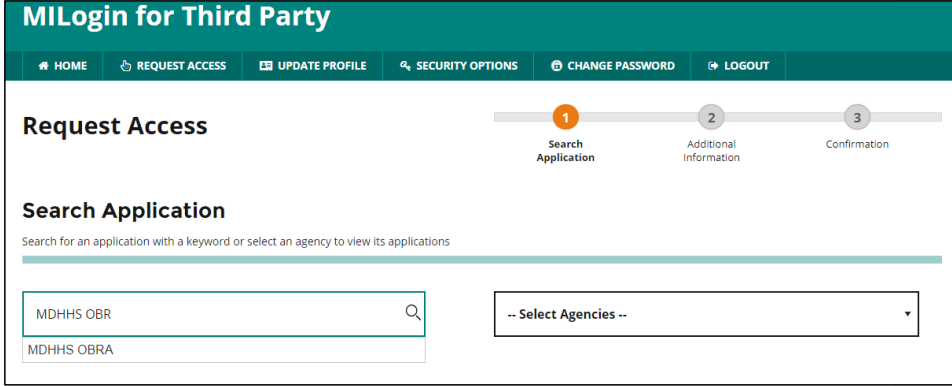 MILogin for Third Party
HOME REQUEST ACCESS UPDATE PROFILE SECURITY OPTIONS CHANGE PASSWORD LOGOUT
Request Access
1 2 3
Search Application
Additional Information
Confirmation
Search Application
Search for an application with a keyword or select an agency to view its applications
MDHHS OBR
-- Select Agencies --
MDHHS OBRA